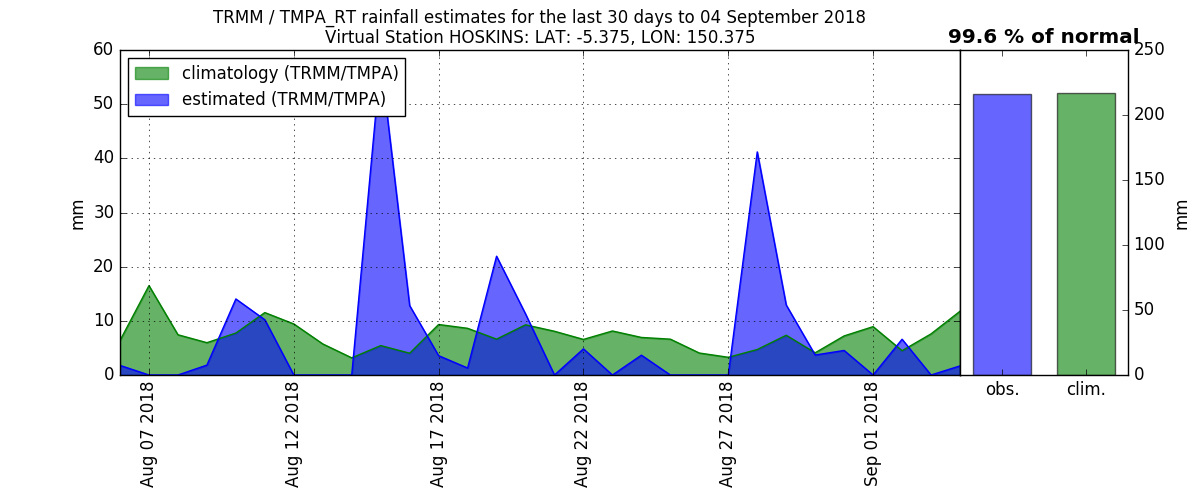 TRMM / TMPA_RT rainfall estimates for the last 30 days to 04 September 2018
Virtual Station HOSKINS: LAT: -5.375, LON: 150.375
99.6 % of normal
climatology (TRMM/TMPA)
estimated (TRMM/TMPA)
mm
60
50
40
30
20
10
0
Aug 07 2018
Aug 12 2018
Aug 17 2018
Aug 22 2018
Aug 27 2018
Sep 01 2018
obs.
clim.
250
200
150
100
50
0
mm